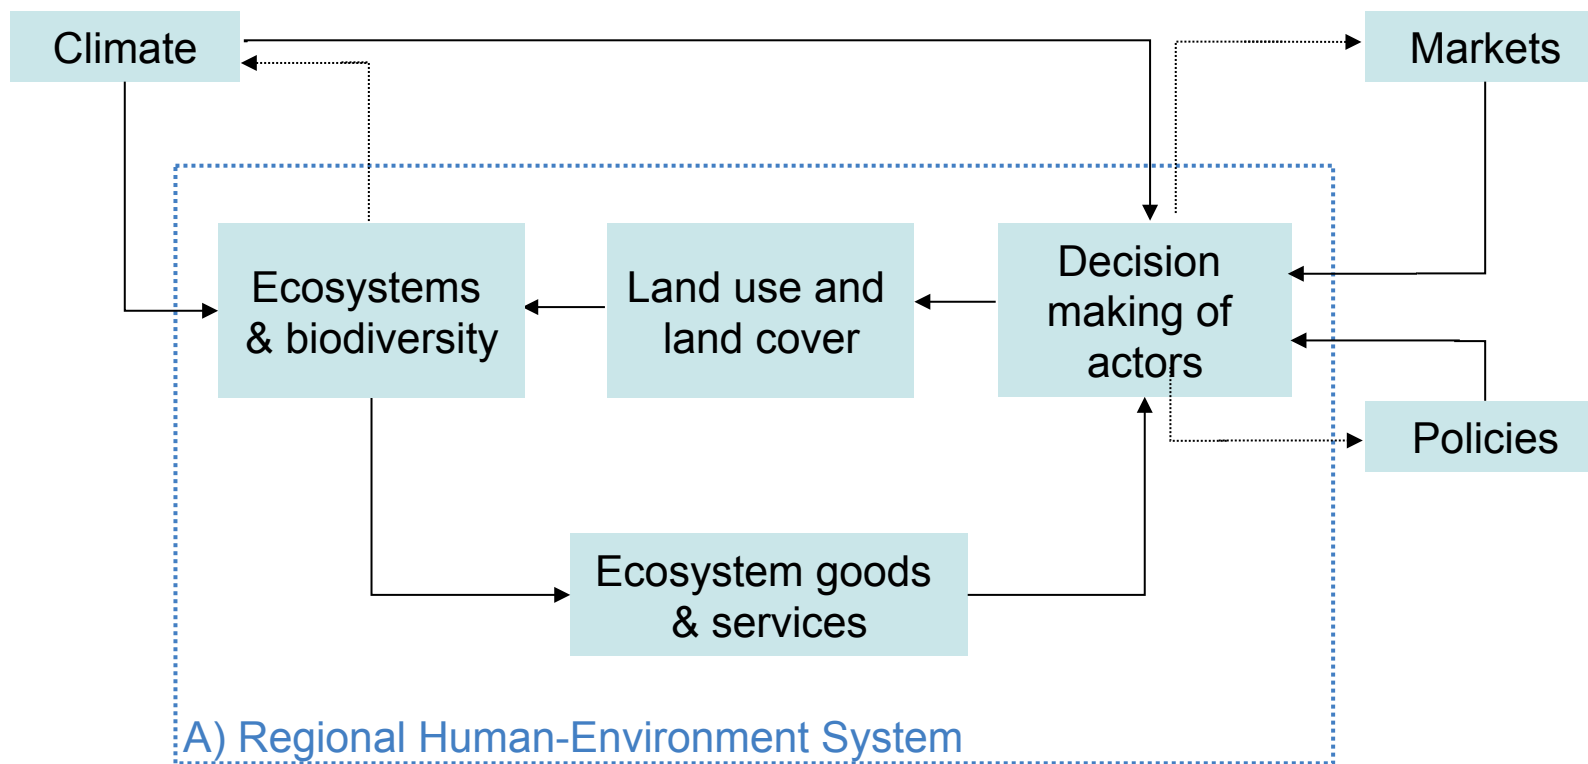 Climate
Markets
Ecosystems
& biodiversity
Land use and
land cover
Decision
making of
actors
Policies
Ecosystem goods
& services
A) Regional Human-Environment System